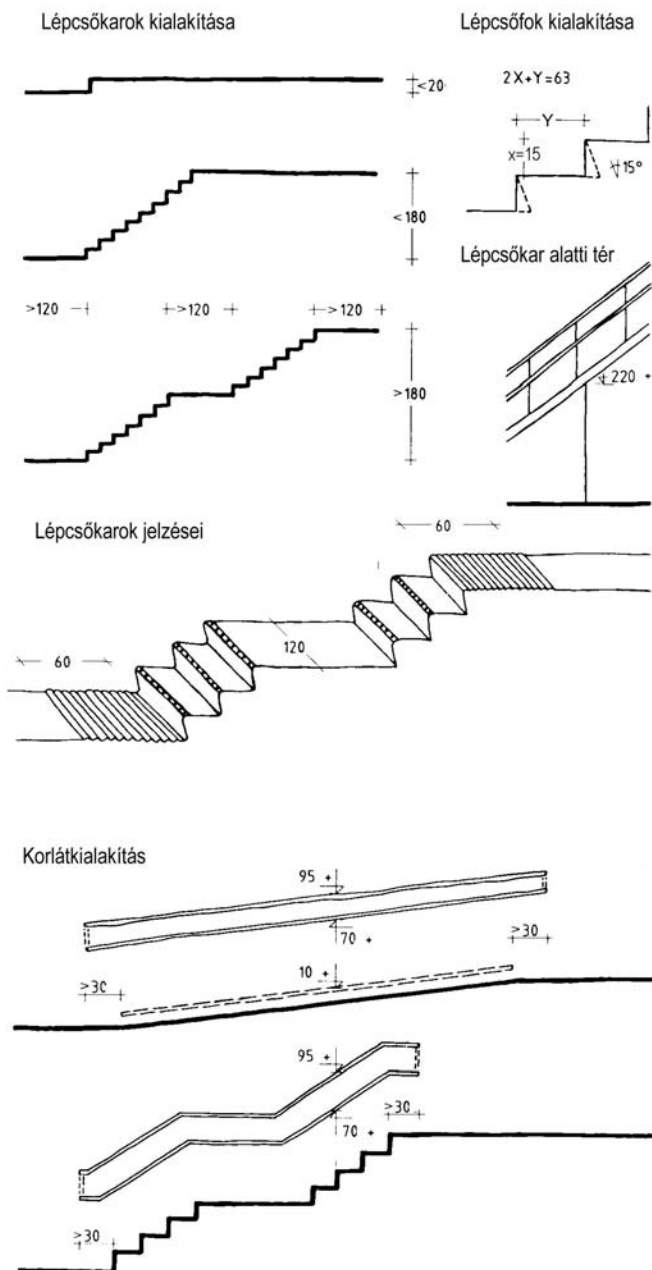 Lépcsőkarok kialakítása
<20
<180
>120
>120
>120
>180
Lépcsőfok kialakítása
2X+Y=63
Y
x=15
15°
Lépcsőkar alatti tér
220 +
Lépcsőkarok jelzései
60
120
60
Korlátkialakítás
95 +
70 +
>30
10 +
>30
95 +
>30
70 +
>30